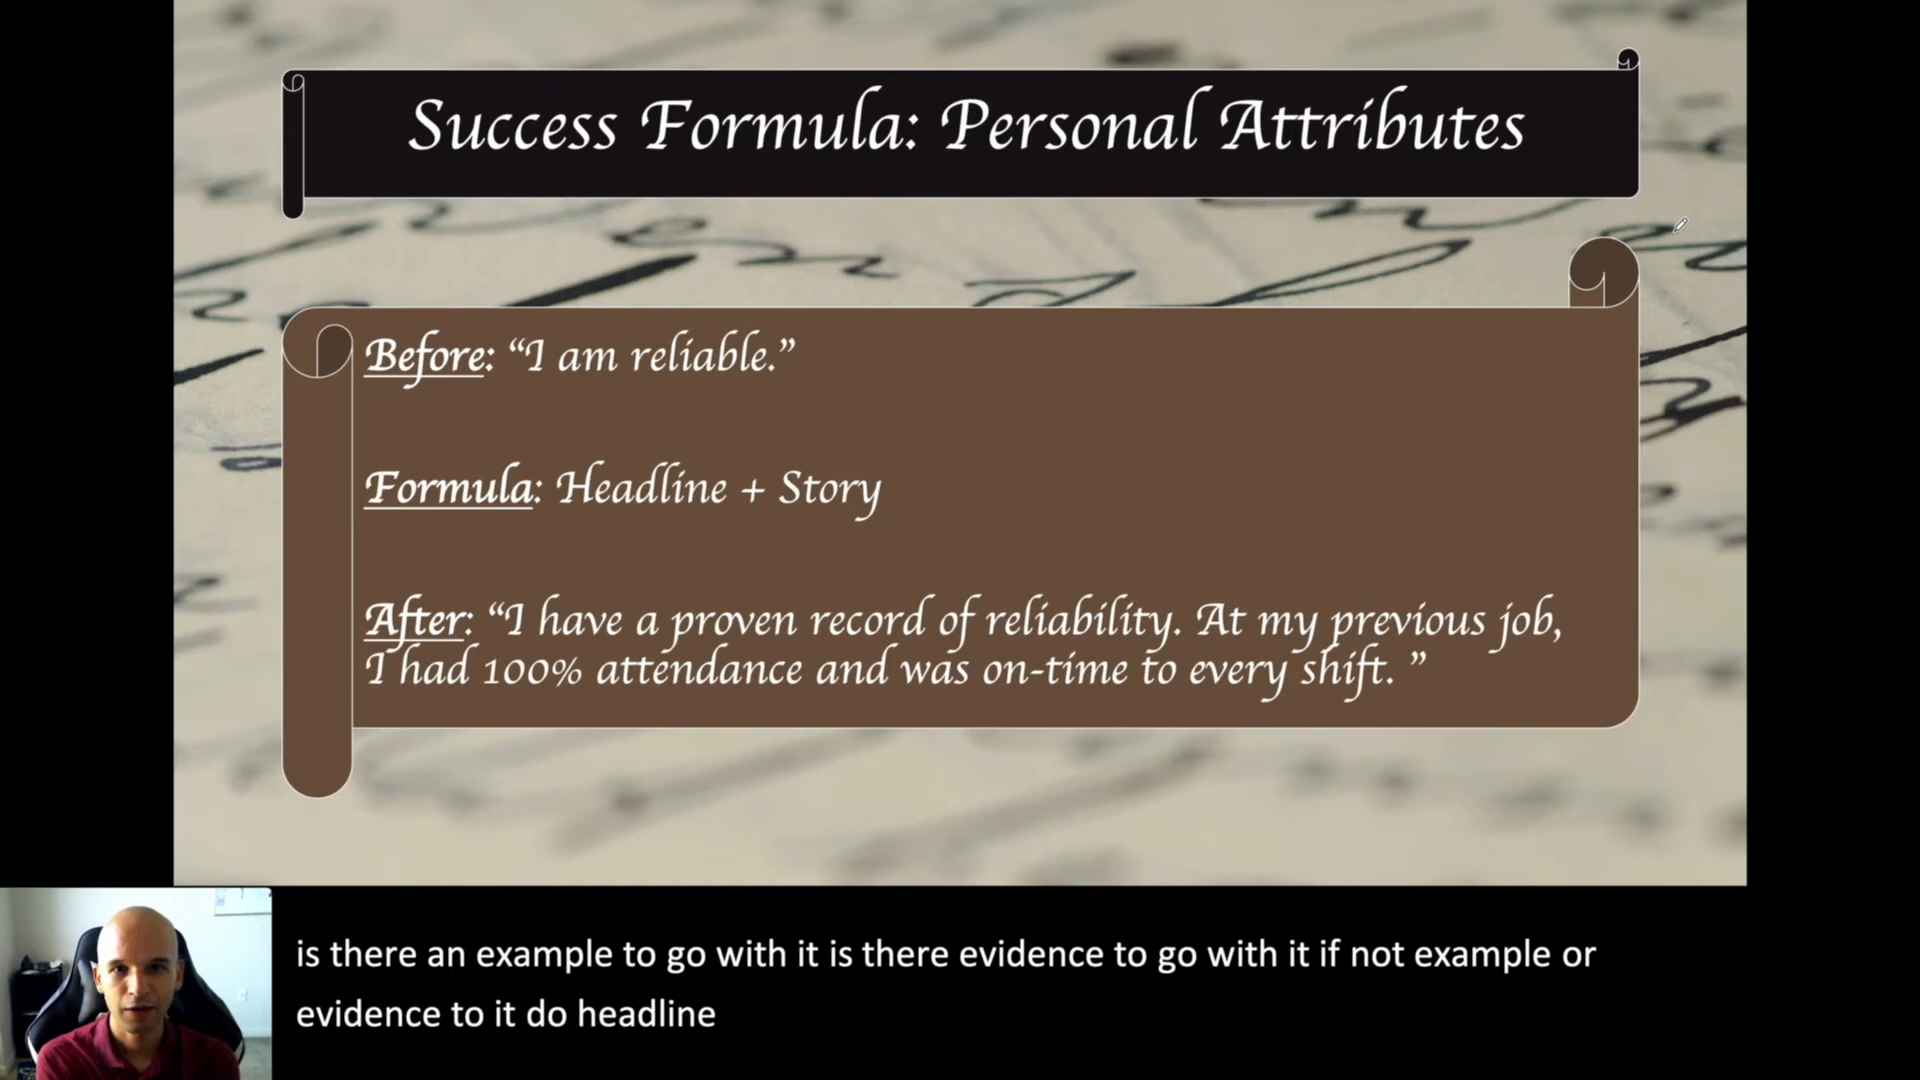 Success Formula: Personal Attributes
Before: “I am reliable.”
Formula: Headline + Story
After: “I have a proven record of reliability. At my previous job,
I had 100% attendance and was on-time to every shift. ”
is there an example to go with it is there evidence to go with it if not example or
evidence to it do headline